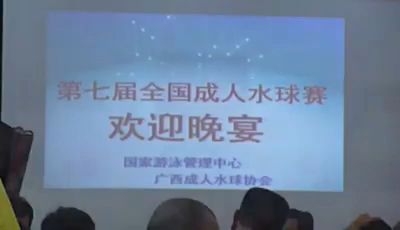 第七届全国成人水球赛
欢迎晚宴
国家游泳管理中心
广西成人水球协会